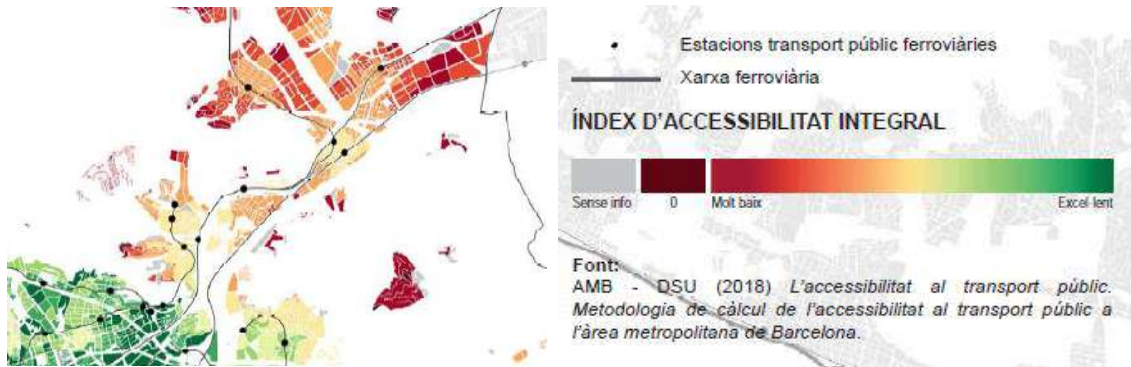 Estacions transport públic ferroviàries
Xarxa ferroviària
ÍNDEX D'ACCESSIBILITAT INTEGRAL
Sense info 0 Molt baix Excel·lent
Font:
AMB - DSU (2018) L'accessibilitat al transport públic.
Metodologia de càlcul de l'accessibilitat al transport públic a
l'àrea metropolitana de Barcelona.